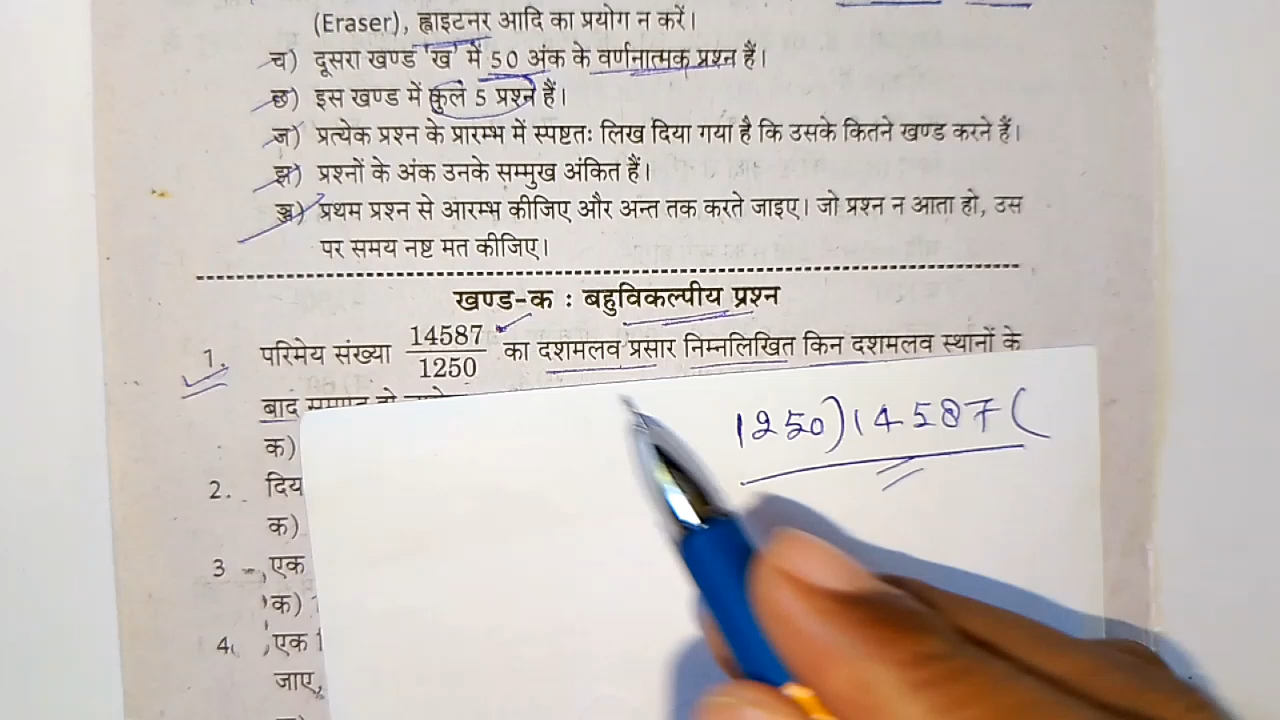 (Eraser), ह्वाइटनर आदि का प्रयोग न करें।
च) दूसरा खण्ड 'ख' में 50 अंक के वर्णनात्मक प्रश्न हैं।
छ) इस खण्ड में कुल 5 प्रश्न हैं।
ज) प्रत्येक प्रश्न के प्रारम्भ में स्पष्टतः लिख दिया गया है कि उसके कितने खण्ड करने हैं।
झ) प्रश्नों के अंक उनके सम्मुख अंकित हैं।
ञ) प्रथम प्रश्न से आरम्भ कीजिए और अन्त तक करते जाइए। जो प्रश्न न आता हो, उस
पर समय नष्ट मत कीजिए।
खण्ड-क : बहुविकल्पीय प्रश्न
1. परिमेय संख्या 14587/1250 का दशमलव प्रसार निम्नलिखित किन दशमलव स्थानों के
बाद
1250)14587(
क)
2. दिय
क)
3 एक
क)
4. एक
जाए,